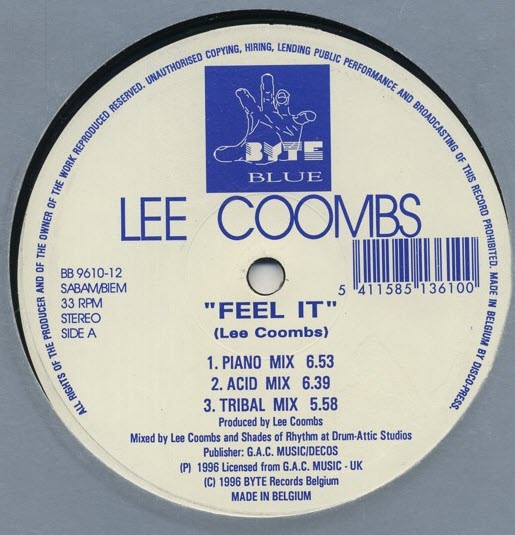 ALL RIGHTS OF THE PRODUCER AND OF THE OWNER OF THE WORK REPRODUCED RESERVED. UNAUTHORISED COPYING, HIRING, LENDING PUBLIC PERFORMANCE AND BROADCASTING OF THIS RECORD PROHIBITED. MADE IN BELGIUM BY DISCO-PRESS.
BYTE
BLUE
LEE COOMBS
BB 9610-12
SABAM/BIEM
33 RPM
STEREO
SIDE A
5 411585 136100
"FEEL IT"
(Lee Coombs)
1. PIANO MIX 6.53
2. ACID MIX 6.39
3. TRIBAL MIX 5.58
Produced by Lee Coombs
Mixed by Lee Coombs and Shades of Rhythm at Drum-Attic Studios
Publisher: G.A.C. MUSIC/DECOS
(P) 1996 Licensed from G.A.C. MUSIC - UK
(C) 1996 BYTE Records Belgium
MADE IN BELGIUM